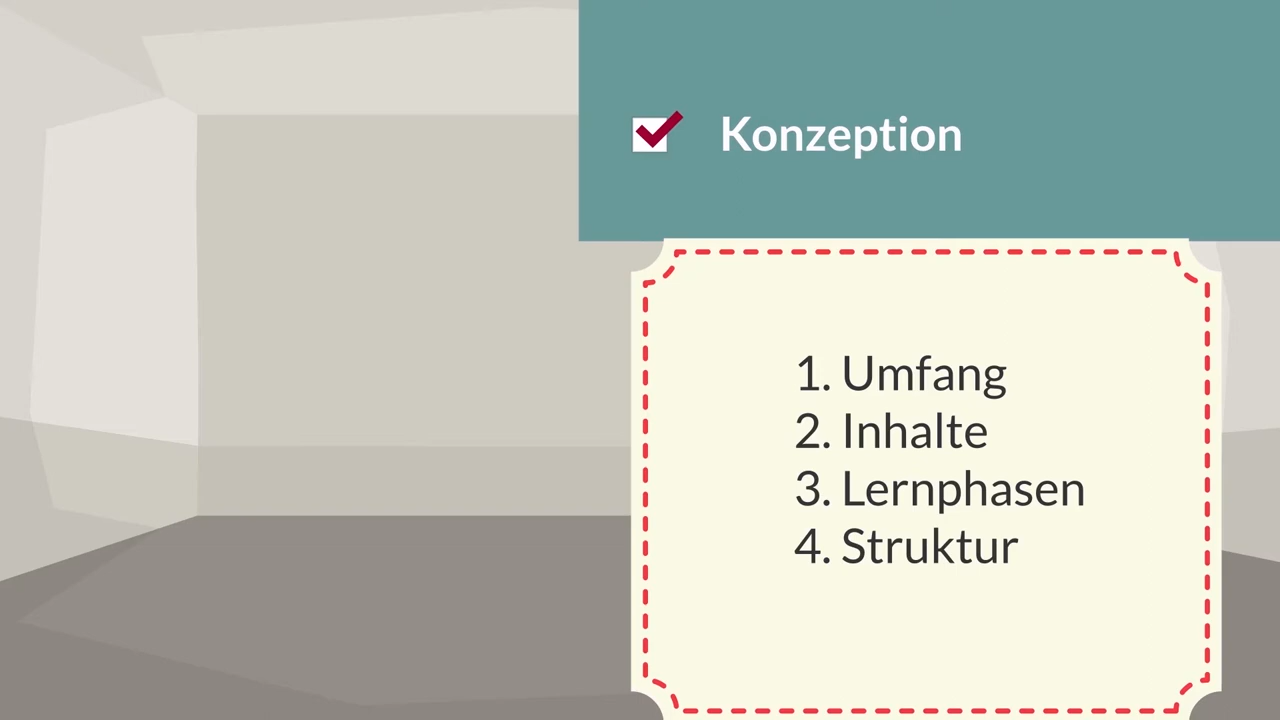 Konzeption
1. Umfang
2. Inhalte
3. Lernphasen
4. Struktur